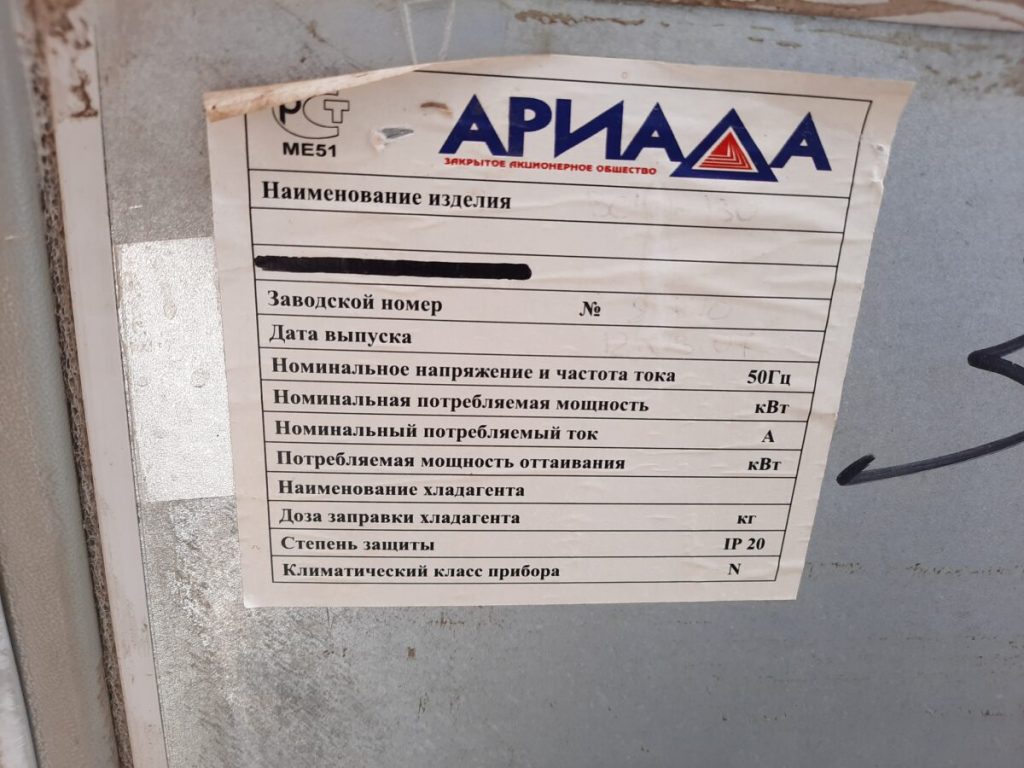 РСТ
МЕ51
АРИАДА
ЗАКРЫТОЕ АКЦИОНЕРНОЕ ОБЩЕСТВО
Наименование изделия
Заводской номер №
Дата выпуска
Номинальное напряжение и частота тока 50Гц
Номинальная потребляемая мощность кВт
Номинальный потребляемый ток А
Потребляемая мощность оттаивания кВт
Наименование хладагента
Доза заправки хладагента кг
Степень защиты IP 20
Климатический класс прибора N